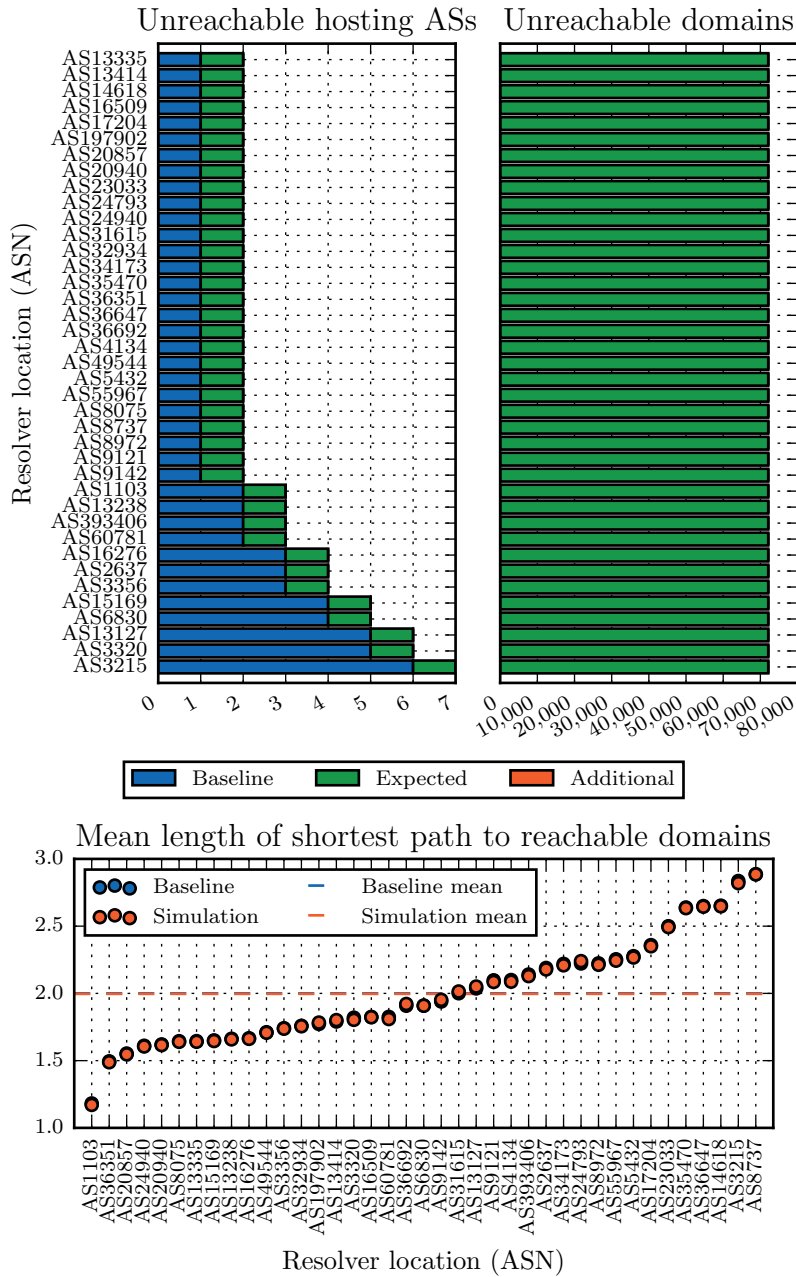 Unreachable hosting ASs
Unreachable domains
Resolver location (ASN)
AS13335
AS13414
AS14618
AS16509
AS17204
AS197902
AS20857
AS20940
AS23033
AS24793
AS24940
AS31615
AS32934
AS34173
AS35470
AS36351
AS36647
AS36692
AS4134
AS49544
AS5432
AS55967
AS8075
AS8737
AS8972
AS9121
AS9142
AS1103
AS13238
AS393406
AS60781
AS16276
AS2637
AS3356
AS15169
AS6830
AS13127
AS3320
AS3215
0 1 2 3 4 5 6 7
0 10,000 20,000 30,000 40,000 50,000 60,000 70,000 80,000
Baseline Expected Additional
Mean length of shortest path to reachable domains
3.0
2.5
2.0
1.5
1.0
Baseline Baseline mean
Simulation Simulation mean
AS1103
AS36351
AS20857
AS24940
AS20940
AS8075
AS13335
AS15169
AS13238
AS16276
AS49544
AS3356
AS32934
AS197902
AS13414
AS3320
AS16509
AS60781
AS36692
AS6830
AS9142
AS31615
AS13127
AS9121
AS4134
AS393406
AS2637
AS34173
AS24793
AS8972
AS55967
AS5432
AS17204
AS23033
AS35470
AS36647
AS14618
AS3215
AS8737
Resolver location (ASN)